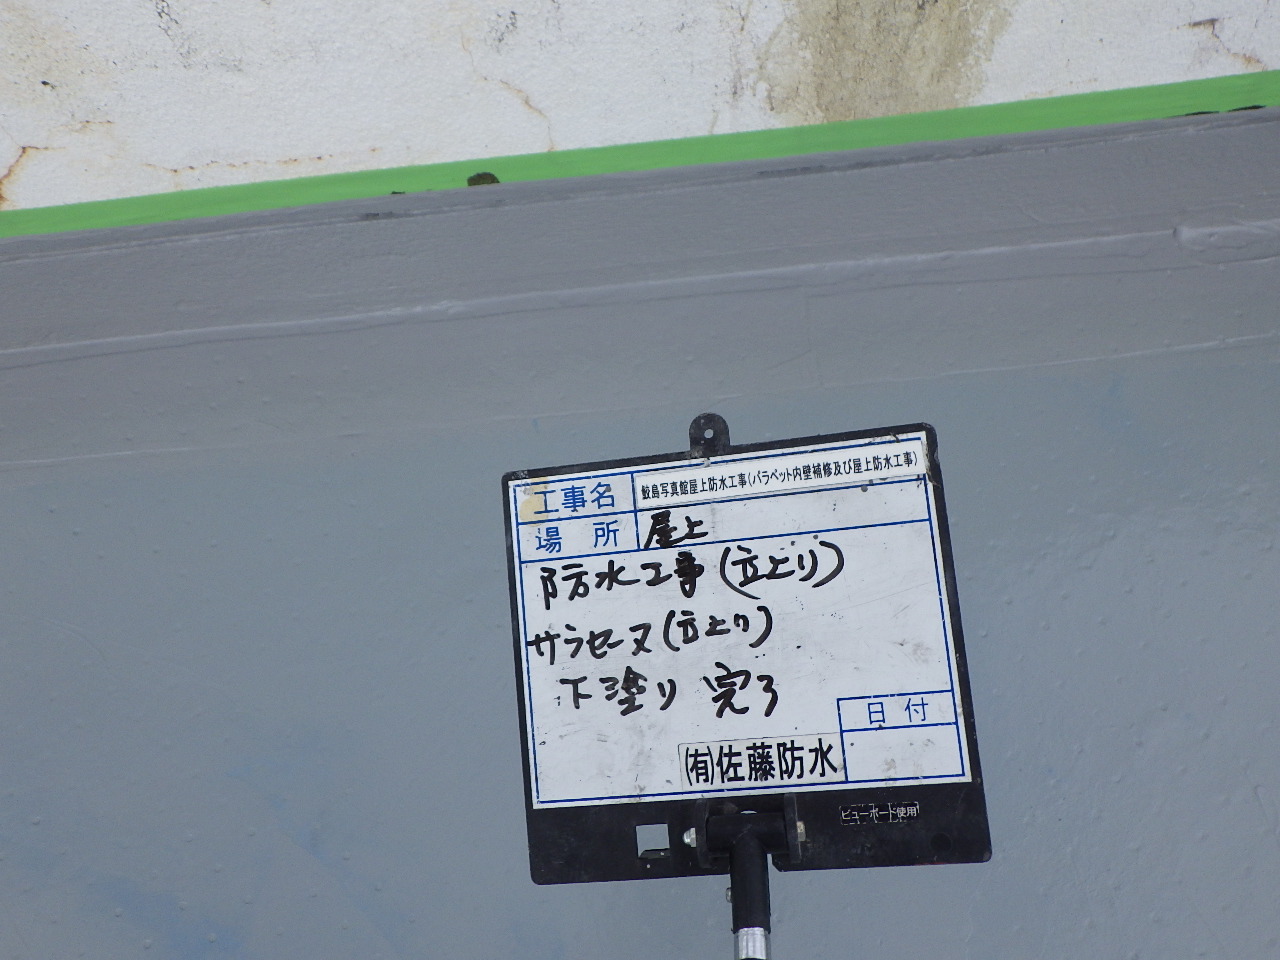 工事名 鮫島写真館屋上防水工事(パラペット内壁補修及び屋上防水工事)
場所 屋上
防水工事(立上り)
サラセーヌ(立上り)
下塗り 完了
日付
(有)佐藤防水
ビューボード使用